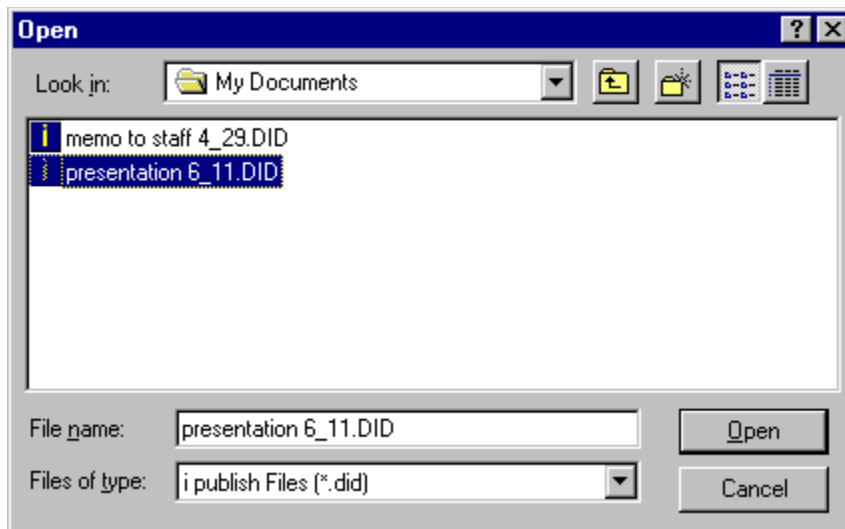 Open
Look in: My Documents
memo to staff 4_29.DID
presentation 6_11.DID
File name: presentation 6_11.DID Open
Files of type: i publish Files (*.did) Cancel